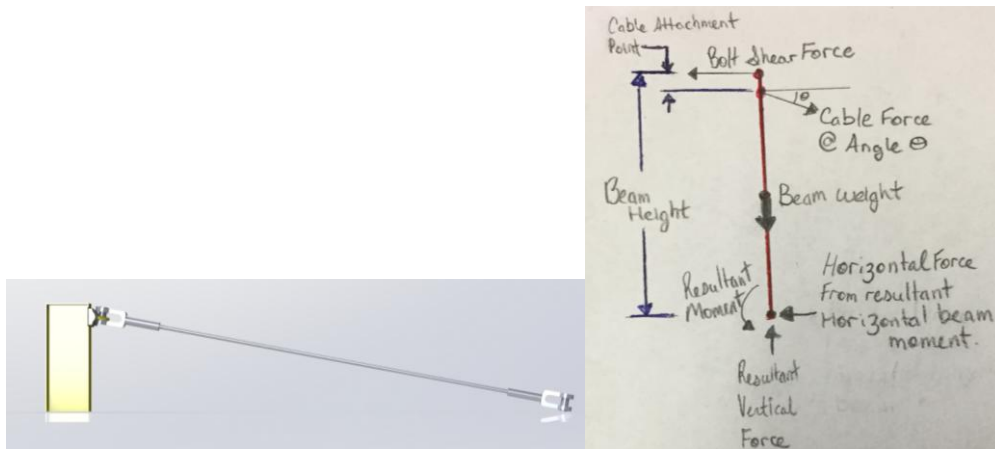 Cable Attachment
Point
Bolt Shear Force
θ
Cable Force
@ Angle θ
Beam
Height
Beam weight
Resultant
Moment
Horizontal Force
from resultant
Horizontal beam
moment.
Resultant
Vertical
Force